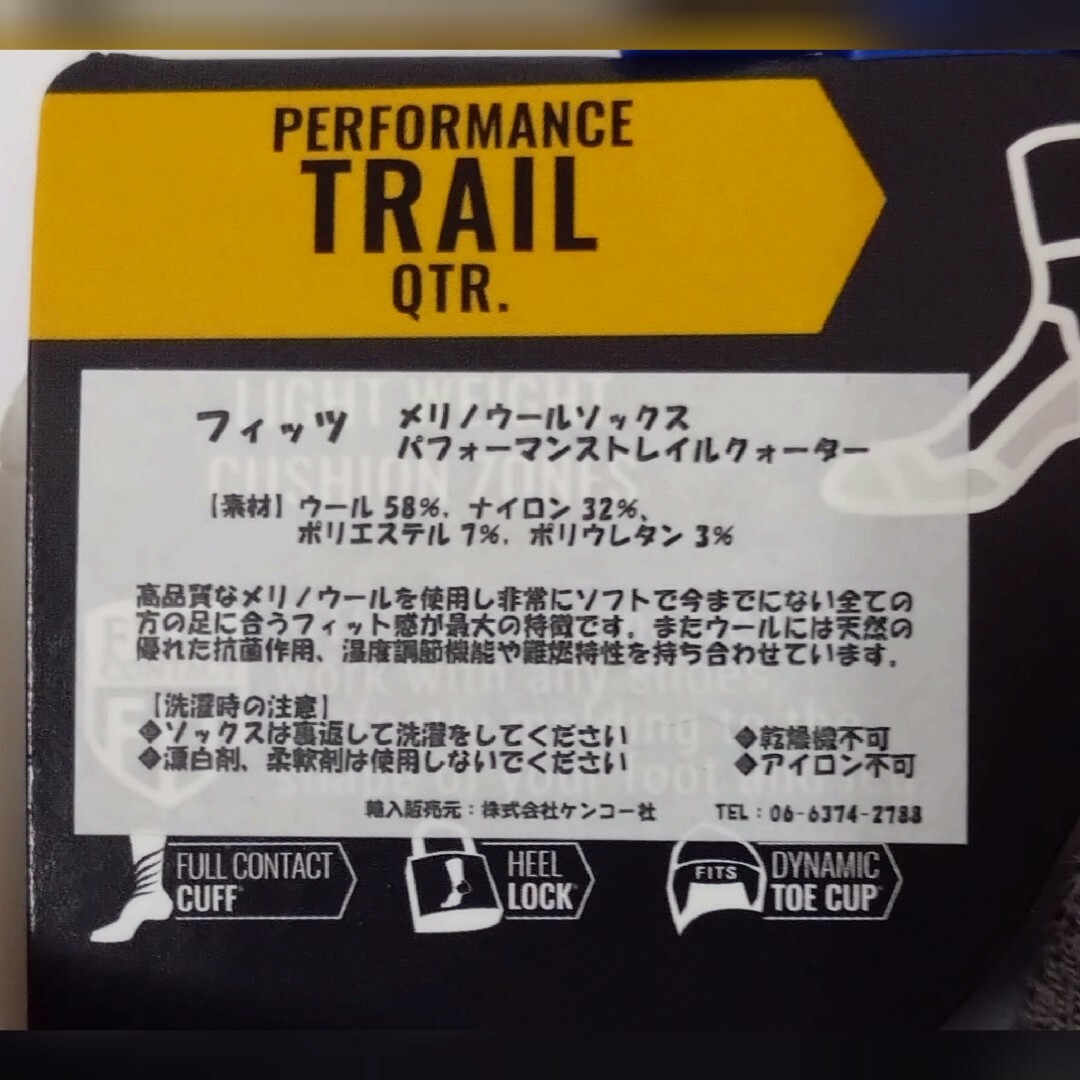 PERFORMANCE
TRAIL
QTR.
LIGHT WEIGHT
CUSHION ZONES
フィッツ メリノウールソックス
パフォーマンストレイルクォーター
【素材】ウール 58%、ナイロン 32%、
ポリエステル 7%、ポリウレタン 3%
高品質なメリノウールを使用し非常にソフトで今までにない全ての
方の足に合うフィット感が最大の特徴です。またウールには天然の
優れた抗菌作用、湿度調節機能や難燃特性を持ち合わせています。
work with any shoes,
【洗濯時の注意】
◆ソックスは裏返して洗濯をしてください ◆乾燥機不可
◆漂白剤、柔軟剤は使用しないでください ◆アイロン不可
輸入販売元：株式会社ケンコー社 TEL：06-6374-2788
FULL CONTACT
CUFF
HEEL
LOCK
FITS
DYNAMIC
TOE CUP